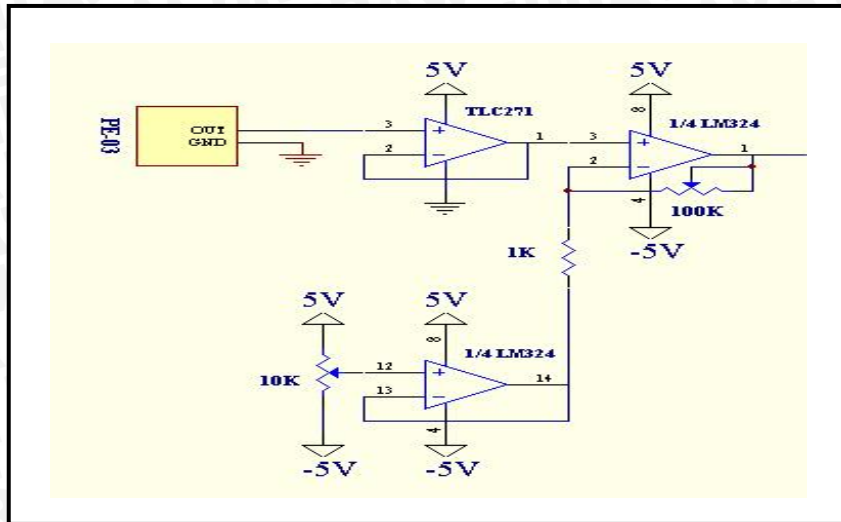 5V
5V
TLC271
1/4 LM324
PE-03
OUT
GND
3
2
1
3
2
8
1
4
100K
-5V
1K
5V
5V
8
1/4 LM324
10K
12
13
14
4
-5V
-5V